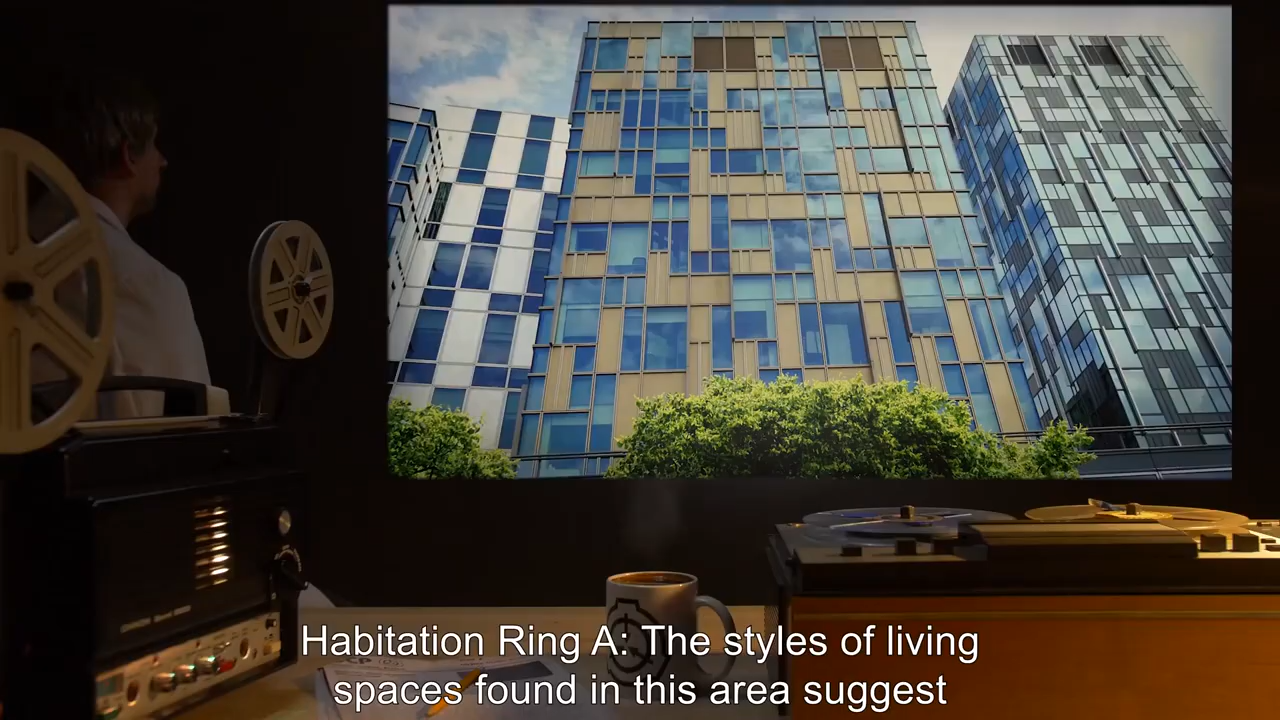 Habitation Ring A: The styles of living
spaces found in this area suggest